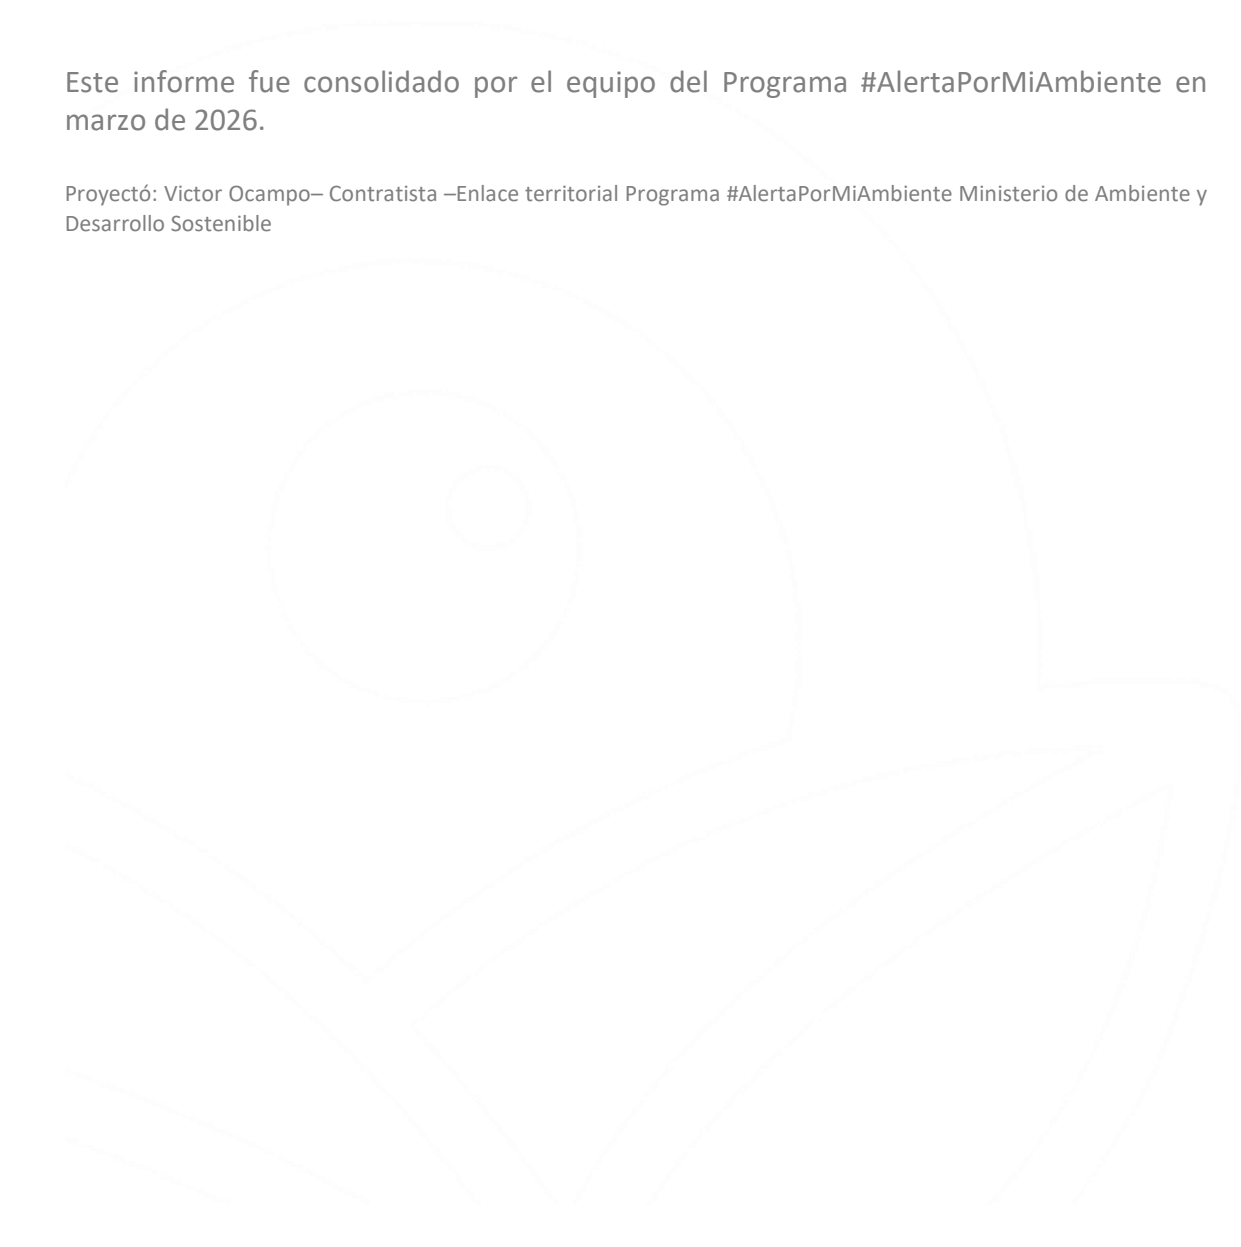 Este informe fue consolidado por el equipo del Programa #AlertaPorMiAmbiente en
marzo de 2026.
Proyectó: Victor Ocampo– Contratista –Enlace territorial Programa #AlertaPorMiAmbiente Ministerio de Ambiente y
Desarrollo Sostenible